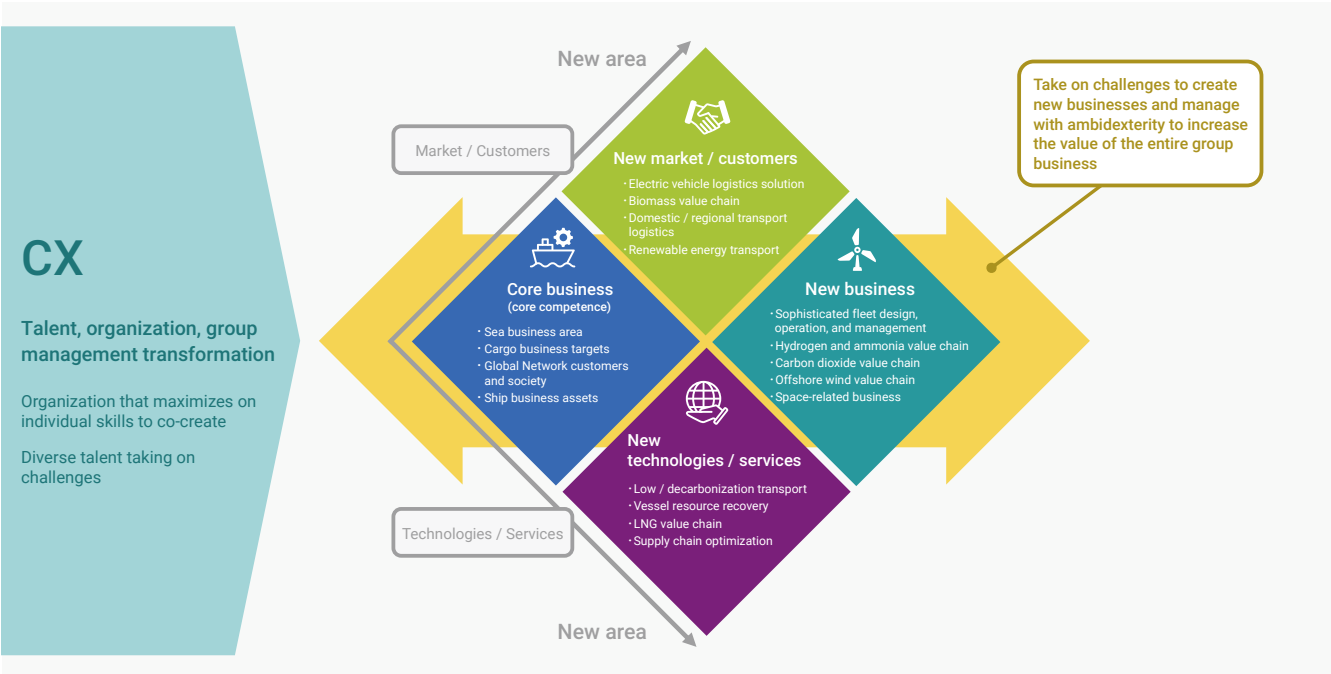 CX
Talent, organization, group
management transformation
Organization that maximizes on
individual skills to co-create
Diverse talent taking on
challenges
New area
Market / Customers
New market / customers
・Electric vehicle logistics solution
・Biomass value chain
・Domestic / regional transport
logistics
・Renewable energy transport
Core business
(core competence)
・Sea business area
・Cargo business targets
・Global Network customers
and society
・Ship business assets
New business
・Sophisticated fleet design,
operation, and management
・Hydrogen and ammonia value chain
・Carbon dioxide value chain
・Offshore wind value chain
・Space-related business
New
technologies / services
・Low / decarbonization transport
・Vessel resource recovery
・LNG value chain
・Supply chain optimization
Technologies / Services
New area
Take on challenges to create
new businesses and manage
with ambidexterity to increase
the value of the entire group
business